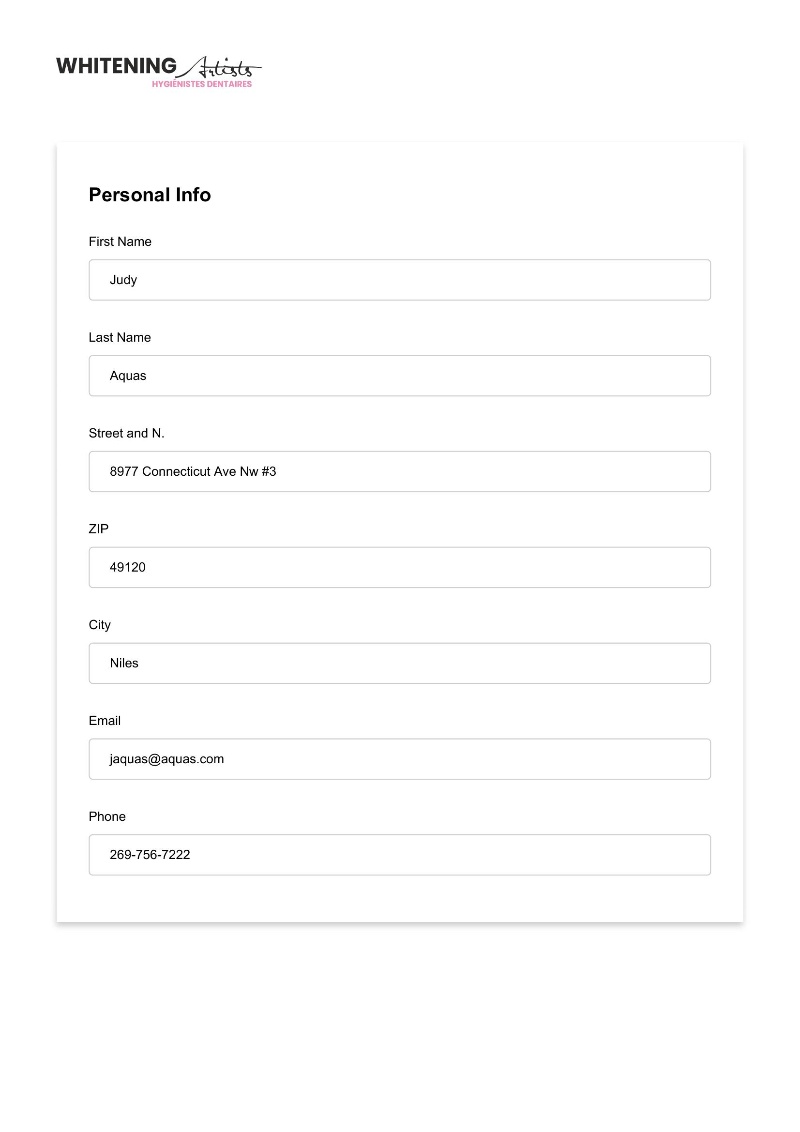 WHITENING Artists
HYGIÉNISTES DENTAIRES
Personal Info
First Name
Judy
Last Name
Aquas
Street and N.
8977 Connecticut Ave Nw #3
ZIP
49120
City
Niles
Email
jaquas@aquas.com
Phone
269-756-7222